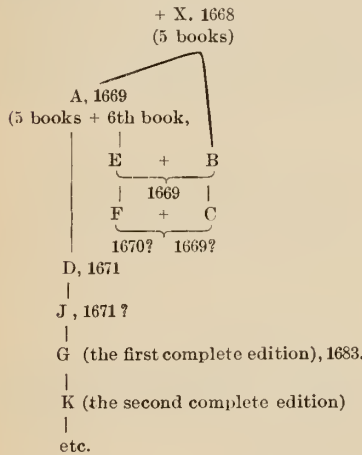 + X. 1668
(5 books)
A, 1669
(5 books + 6th book,
E + B
1669
F + C
1670? 1669?
D, 1671
J, 1671?
G (the first complete edition), 1683.
K (the second complete edition)
etc.